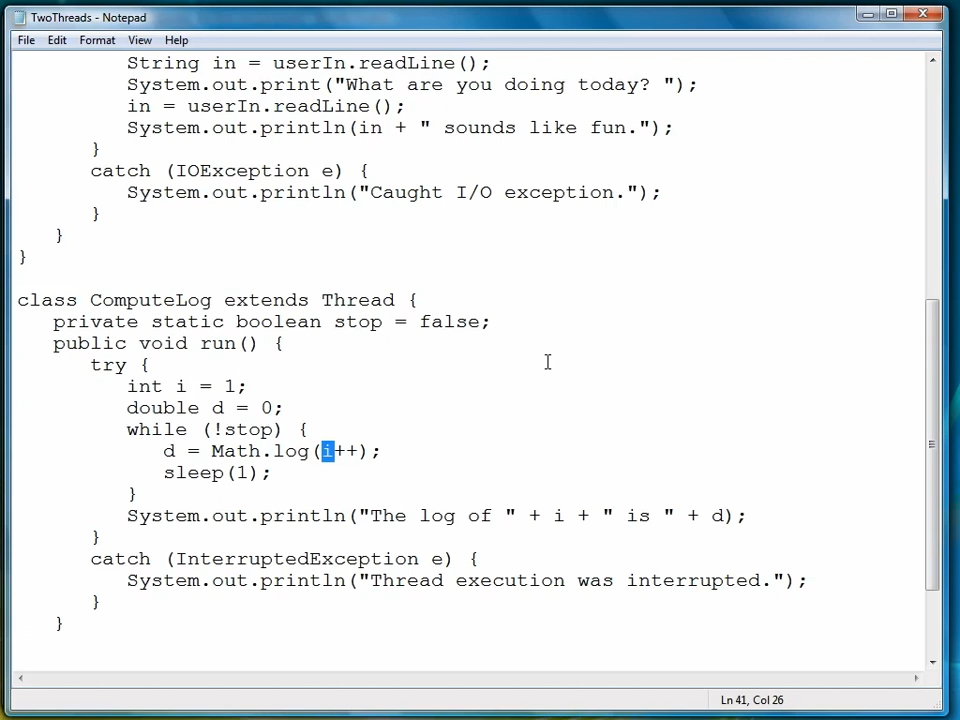 TwoThreads - Notepad
File Edit Format View Help
String in = userIn.readLine();
System.out.print("What are you doing today? ");
in = userIn.readLine();
System.out.println(in + " sounds like fun.");
}
catch (IOException e) {
System.out.println("Caught I/O exception.");
}
}
}
class ComputeLog extends Thread {
private static boolean stop = false;
public void run() {
try {
int i = 1;
double d = 0;
while (!stop) {
d = Math.log(i++);
sleep(1);
}
System.out.println("The log of " + i + " is " + d);
}
catch (InterruptedException e) {
System.out.println("Thread execution was interrupted.");
}
}
Ln 41, Col 26